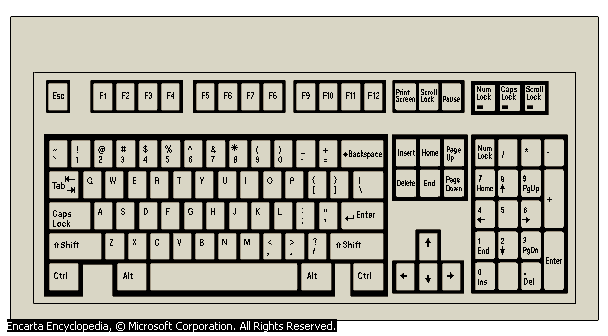 Esc F1 F2 F3 F4 F5 F6 F7 F8 F9 F10 F11 F12 Print Scroll Pause Num Caps Scroll
Screen Lock Lock Lock Lock
~ ! @ # $ % ^ & * ( ) _ + Backspace Insert Home Page Num / * -
` 1 2 3 4 5 6 7 8 9 0 - = Up Lock
Tab Q W E R T Y U I O P { } | Delete End Page 7 8 9 +
[ ] \ Down Home ↑ PgUp
Caps A S D F G H J K L : " ← Enter 4 5 6
Lock ; ' ← →
⇧ Shift Z X C V B N M < > ? ⇧ Shift ↑ 1 2 3 Enter
, . / End ↓ PgDn
Ctrl Alt Alt Ctrl ← ↓ → 0 .
Ins Del
Encarta Encyclopedia, © Microsoft Corporation. All Rights Reserved.